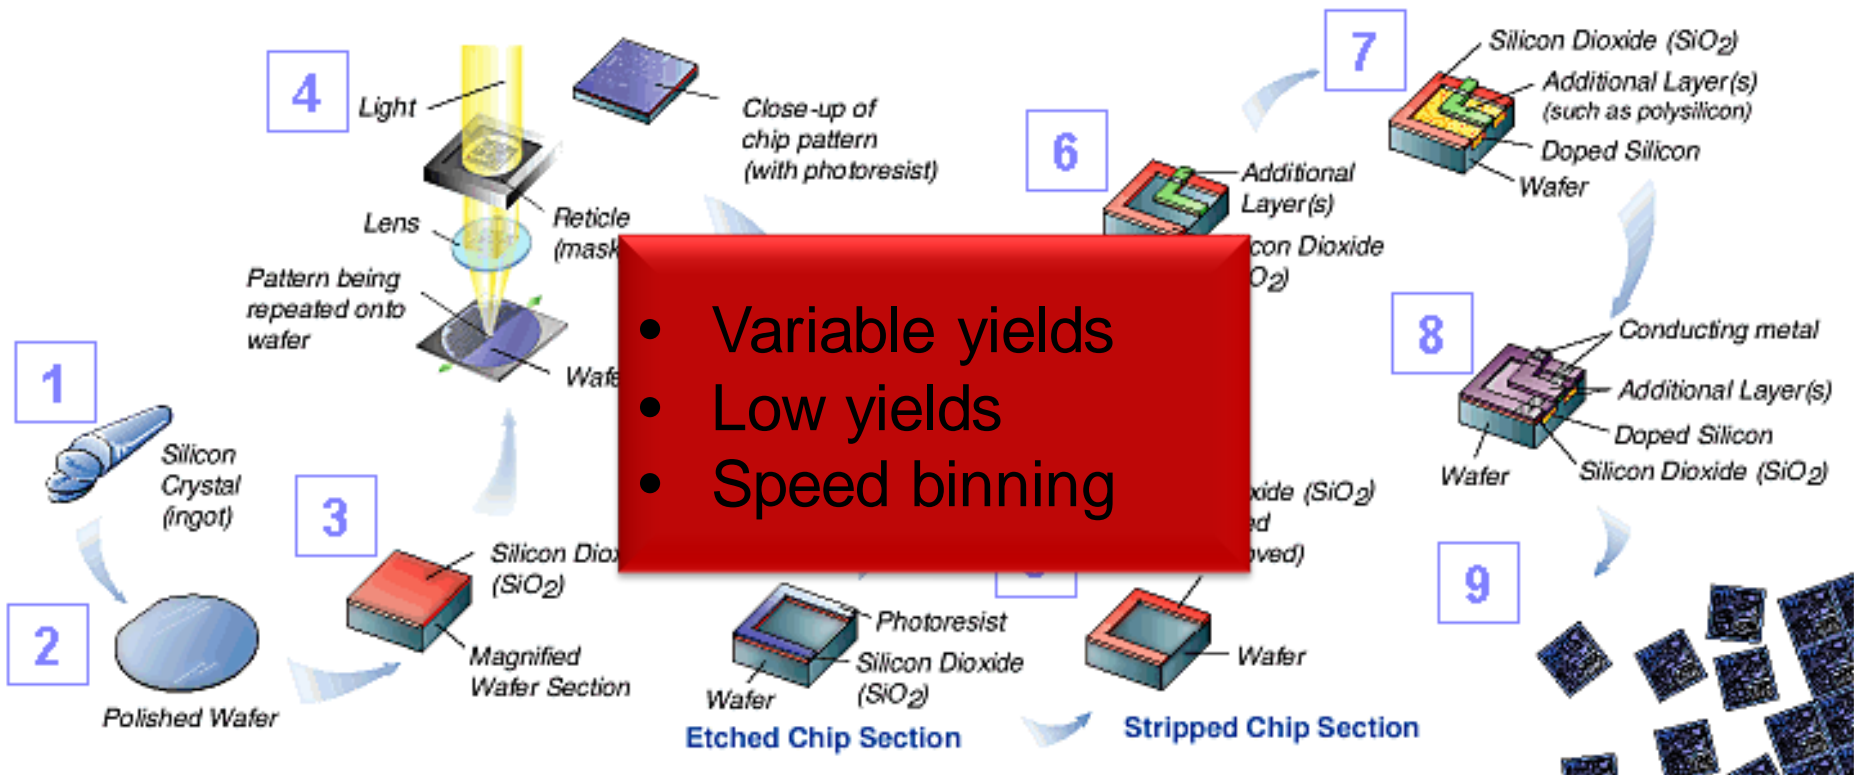 1
Silicon
Crystal
(ingot)
2
Polished Wafer
3
Silicon
(SiO2)
Magnified
Wafer Section
4
Light
Lens
Reticle
Pattern being
repeated onto
wafer
Close-up of
chip pattern
(with photoresist)
• Variable yields
• Low yields
• Speed binning
Photoresist
Silicon Dioxide
(SiO2)
Wafer
Etched Chip Section
(SiO2)
Wafer
Stripped Chip Section
6
Additional
Layer(s)
Dioxide
7
Silicon Dioxide (SiO2)
Additional Layer(s)
(such as polysilicon)
Doped Silicon
Wafer
8
Conducting metal
Additional Layer(s)
Doped Silicon
Silicon Dioxide (SiO2)
Wafer
9